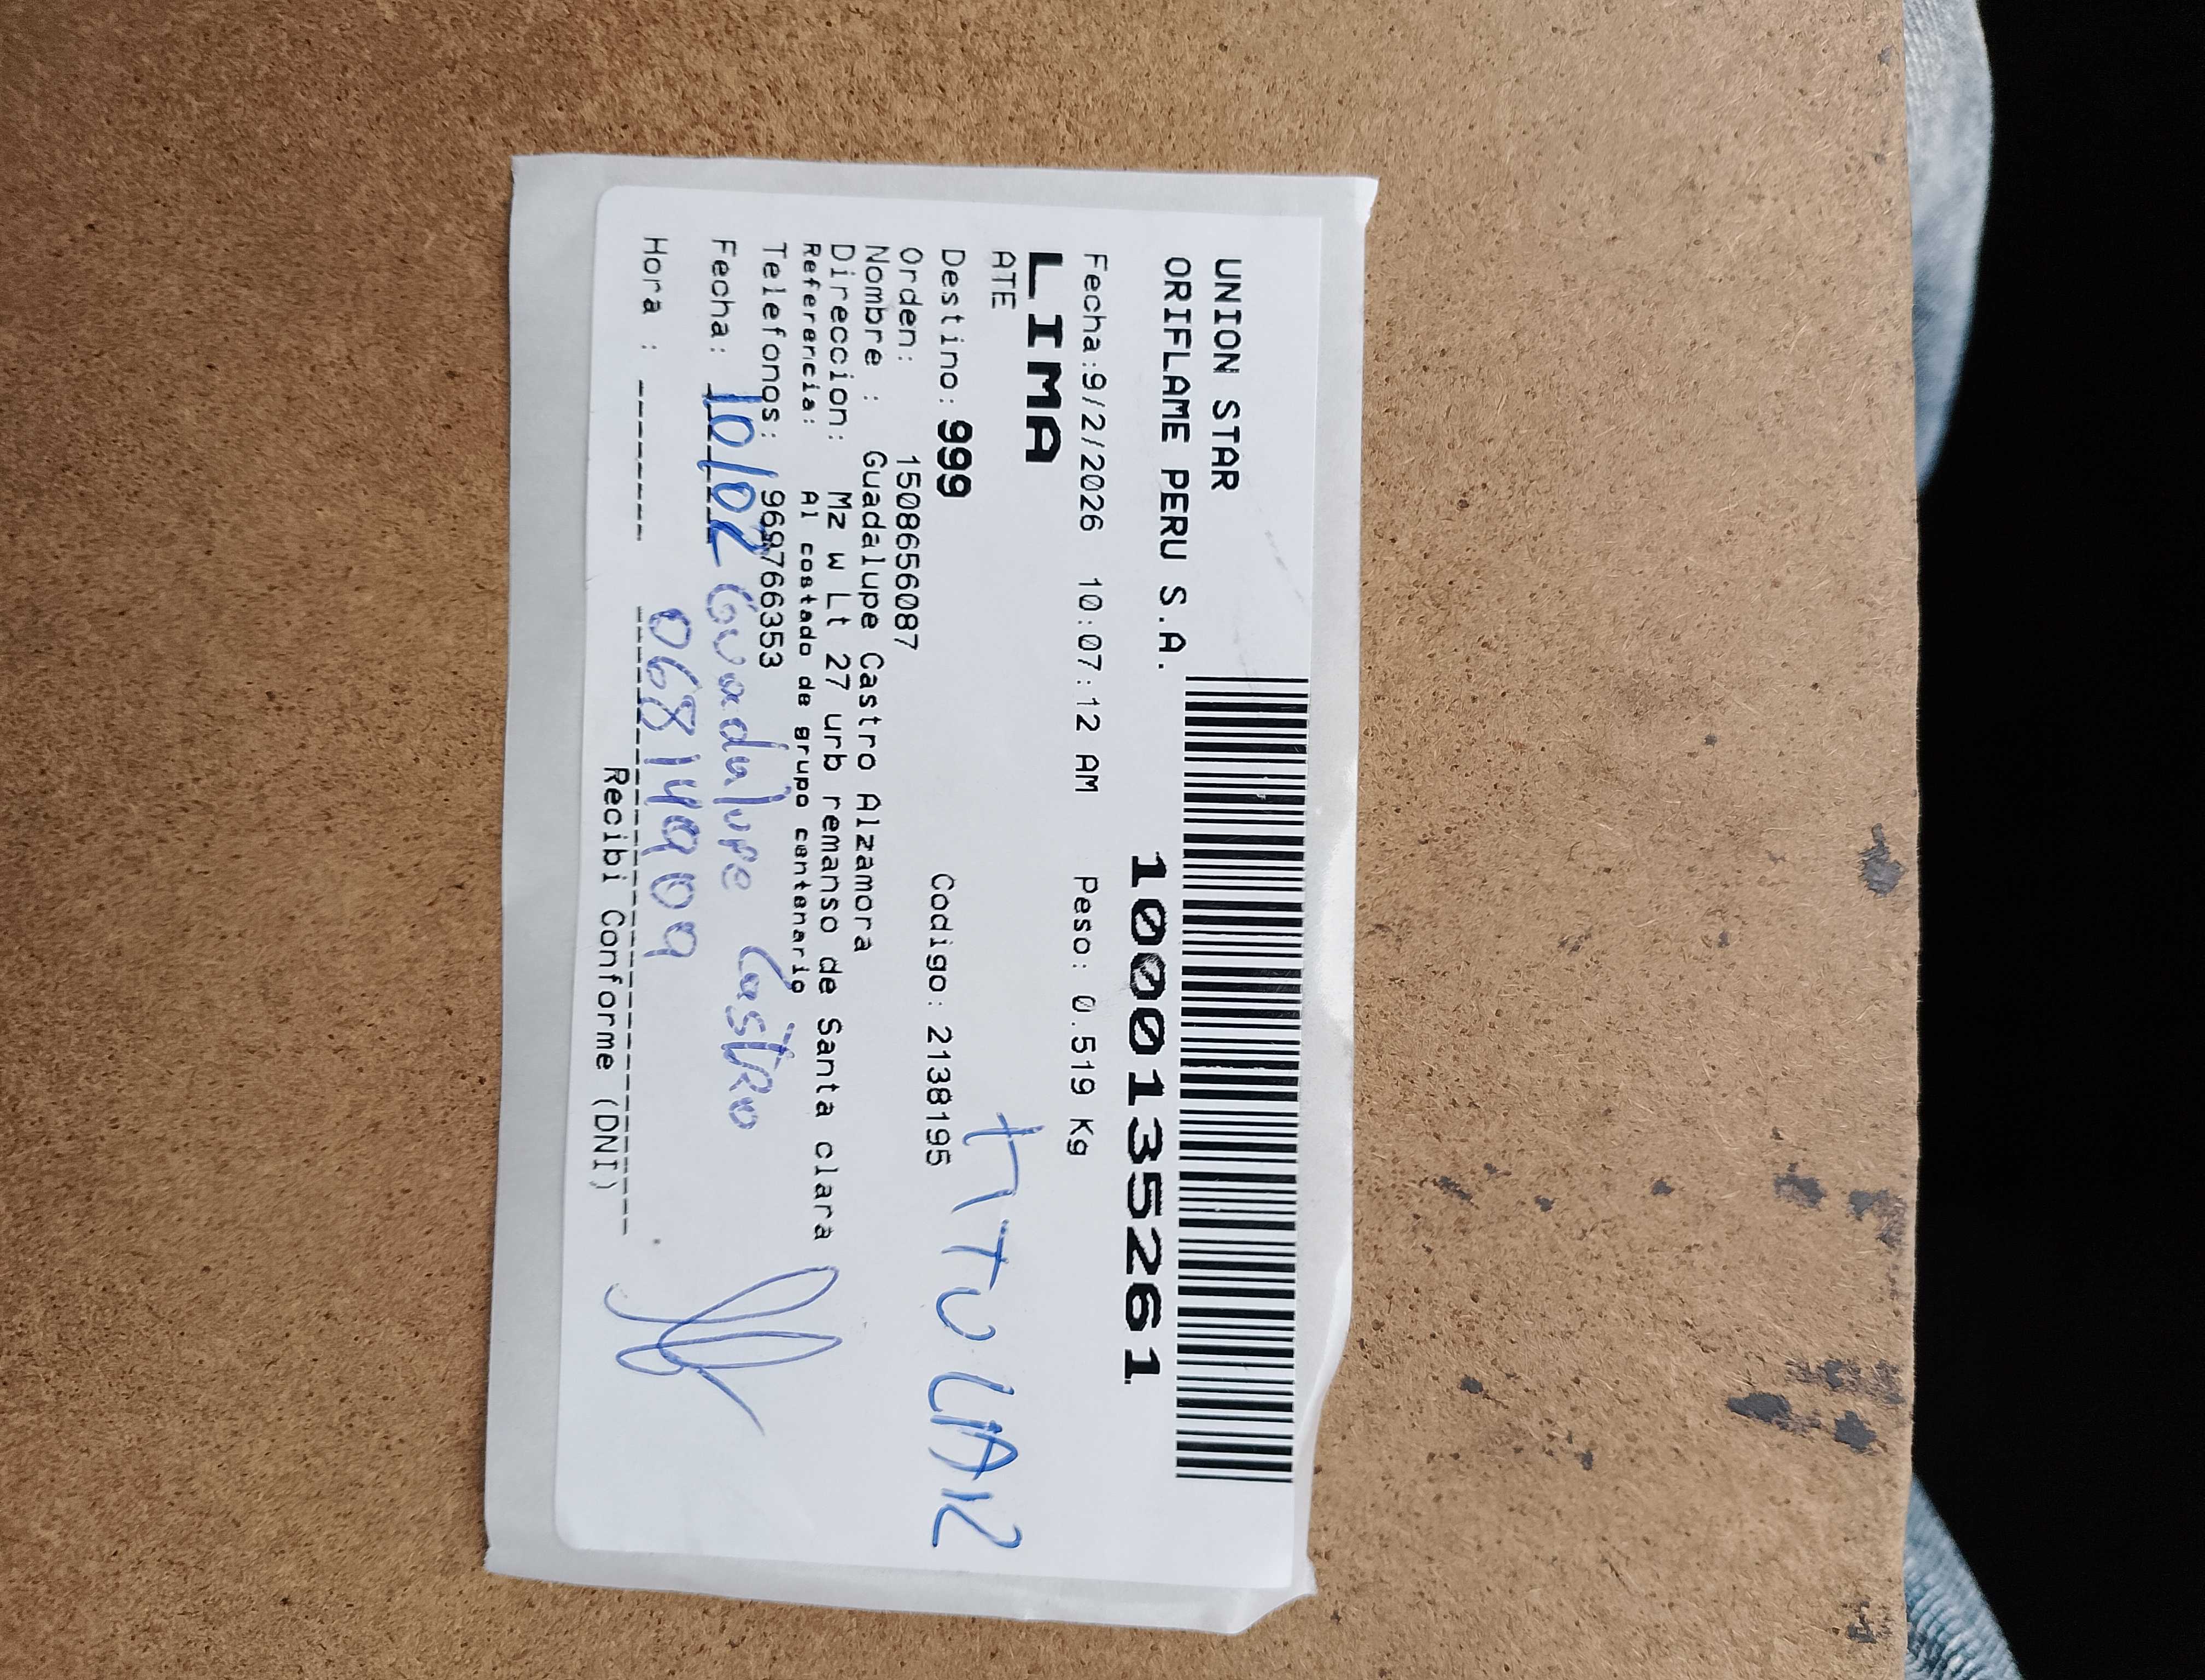 UNION STAR
ORIFLAME PERU S.A.
1000135261
Fecha:9/2/2026 10:07:12 AM Peso: 0.519 Kg
LIMA
ATE
TITULAR
Destino: 999 Codigo: 2138195
Orden: 1508656087
Nombre : Guadalupe Castro Alzamora
Direccion: Mz w Lt 27 urb remanso de Santa clara
Referencia: Al costado de grupo centenario
Telefonos: 969766353
Fecha: 10/02 Guadalupe Castro
Hora : 06814909
Recibi Conforme (DNI)